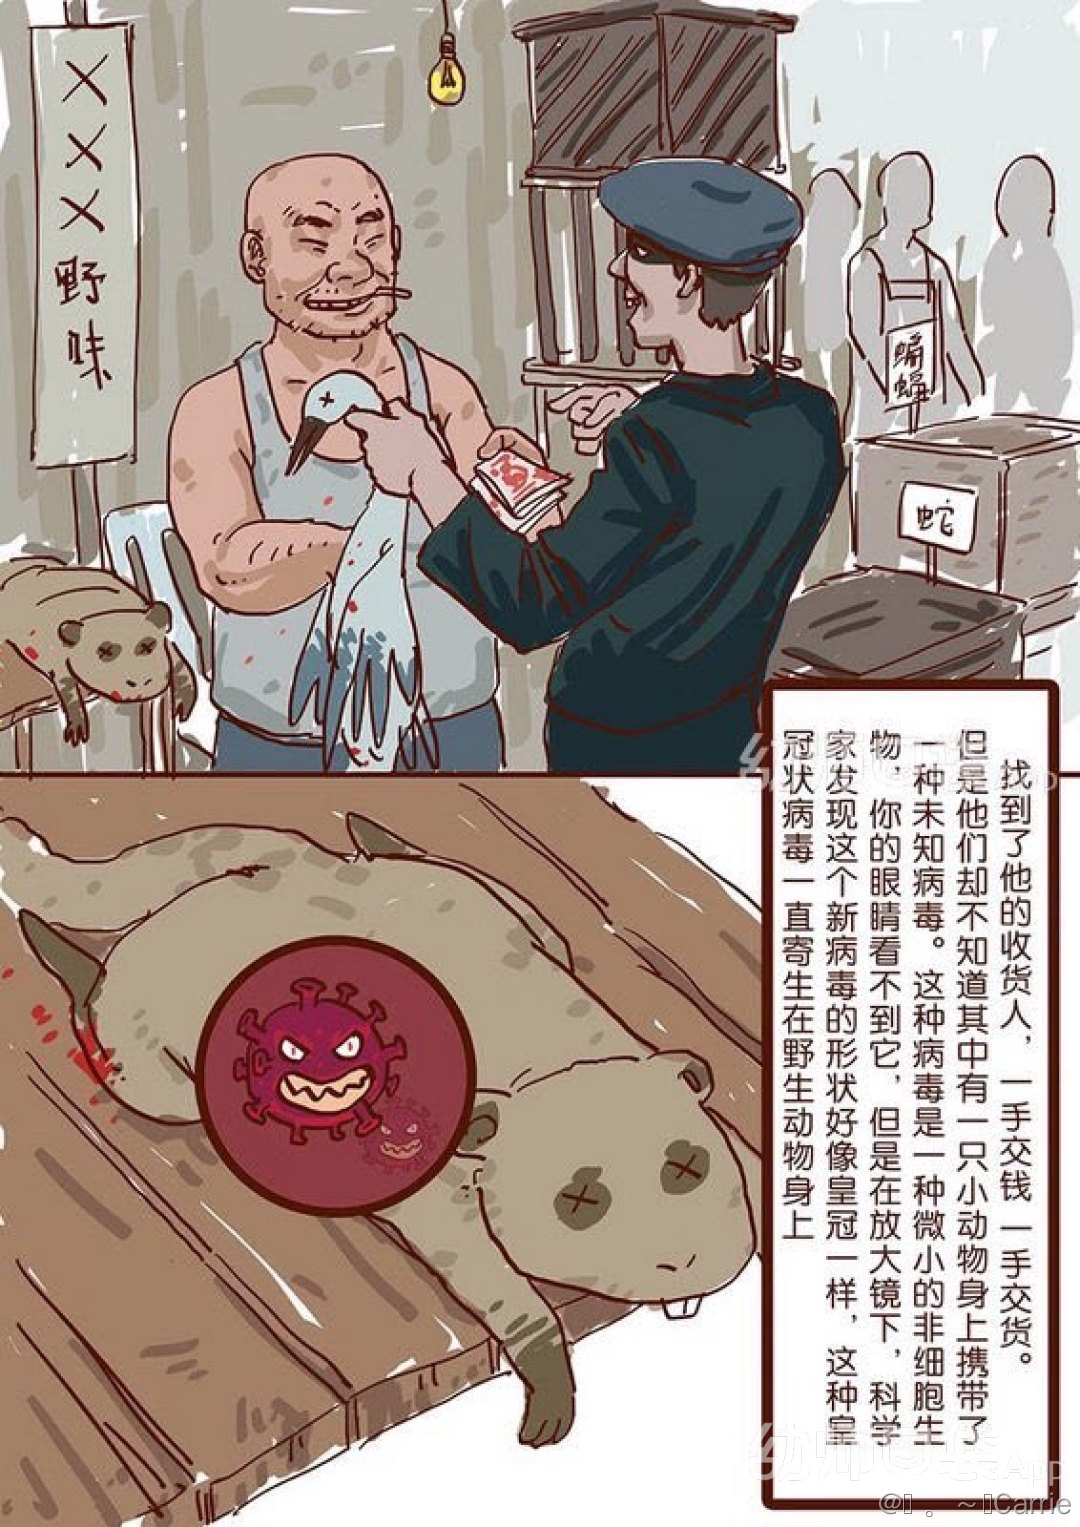 XXX野味
蝙蝠
蛇
找到了他的收货人，一手交钱 一手交货。
但是他们却不知道其中有一只小动物身上携带了
一种未知病毒。这种病毒是一种微小的非细胞生
物，你的眼睛看不到它，但是在放大镜下，科学
家发现这个新病毒的形状好像皇冠一样，这种皇
冠状病毒一直寄生在野生动物身上
App
App
@I 。~ICarrie